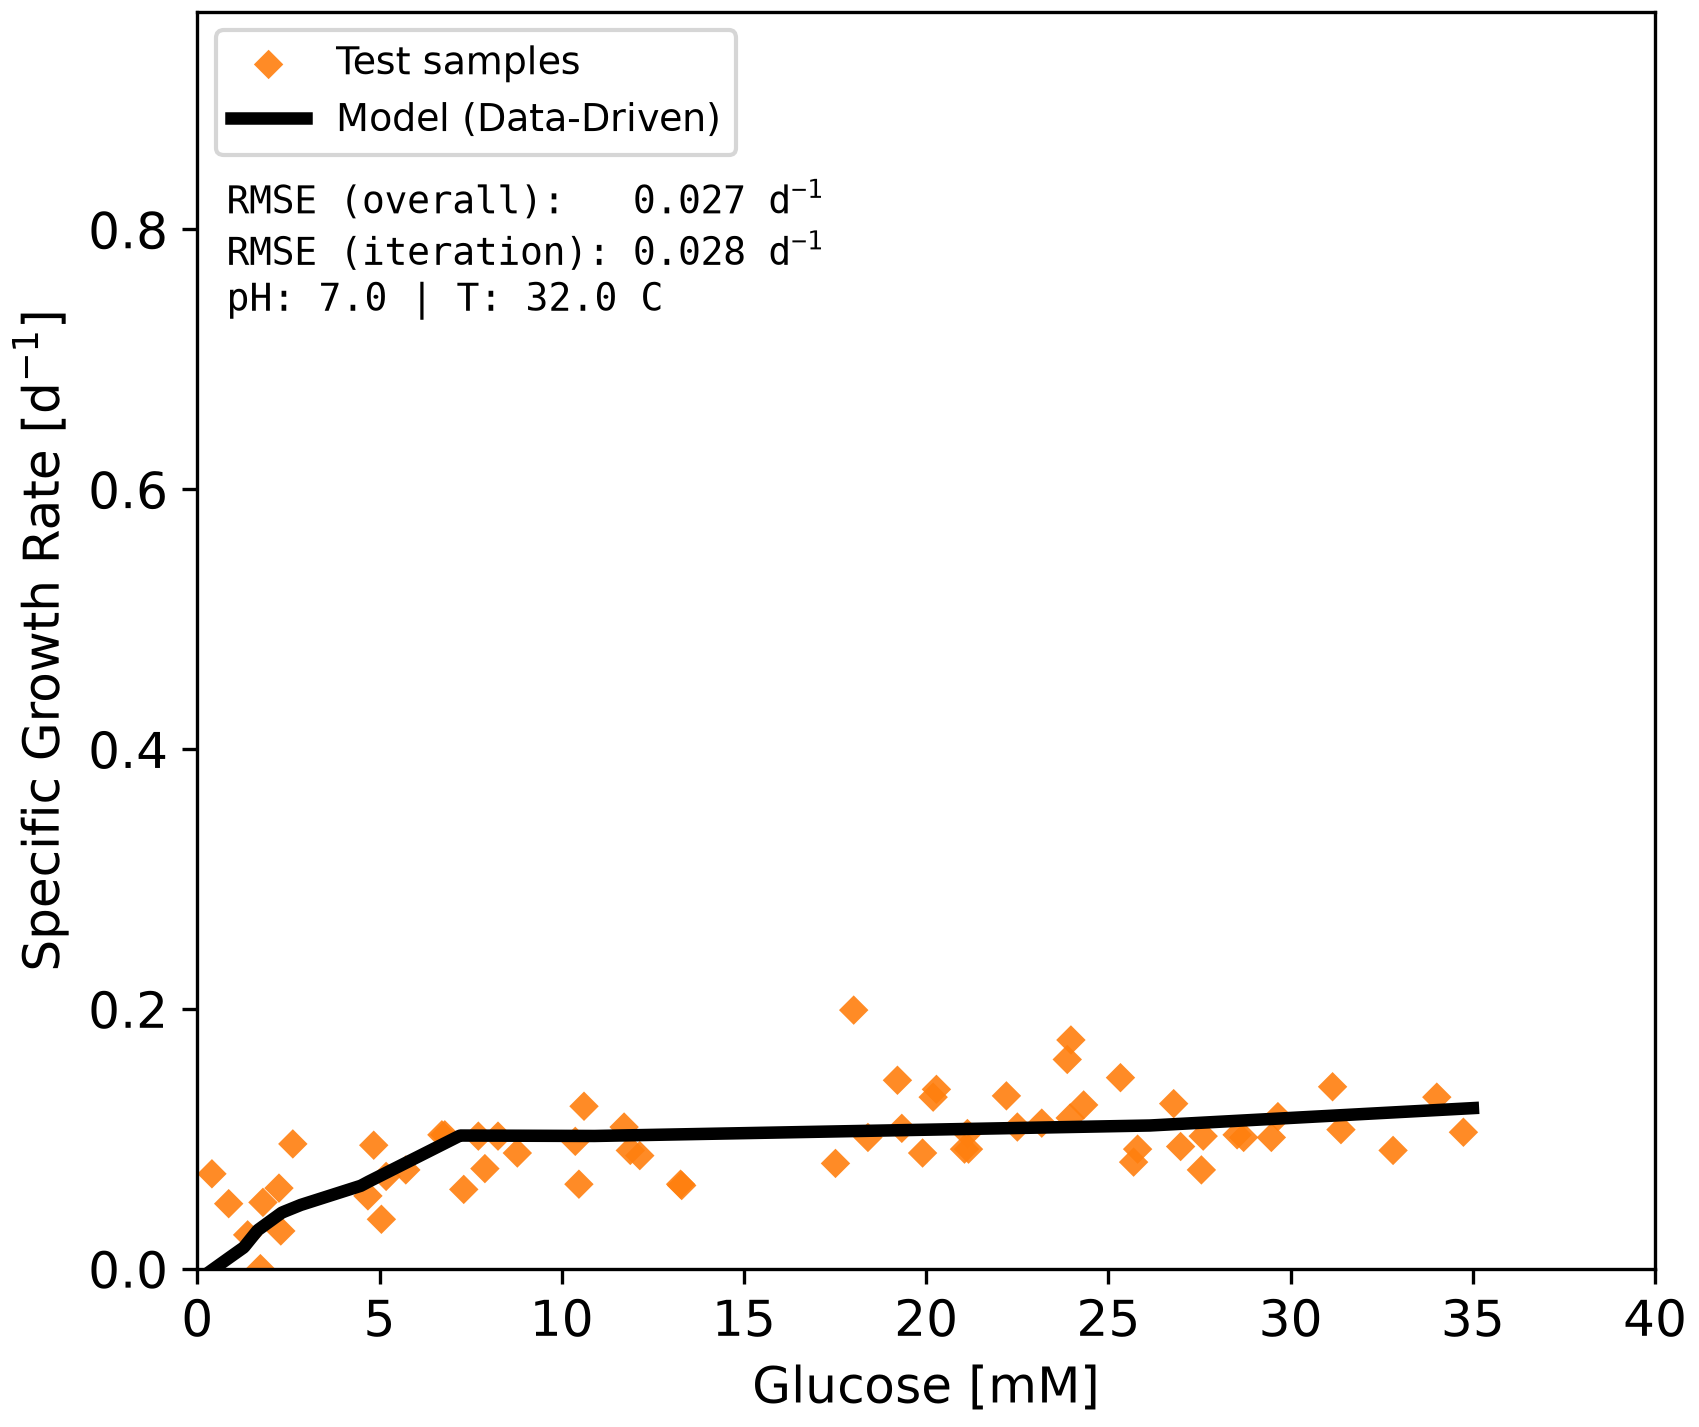 Test samples
Model (Data-Driven)
RMSE (overall):   0.027 d⁻¹
RMSE (iteration): 0.028 d⁻¹
pH: 7.0 | T: 32.0 C
Specific Growth Rate [d⁻¹]
0.8
0.6
0.4
0.2
0.0
0 5 10 15 20 25 30 35 40
Glucose [mM]